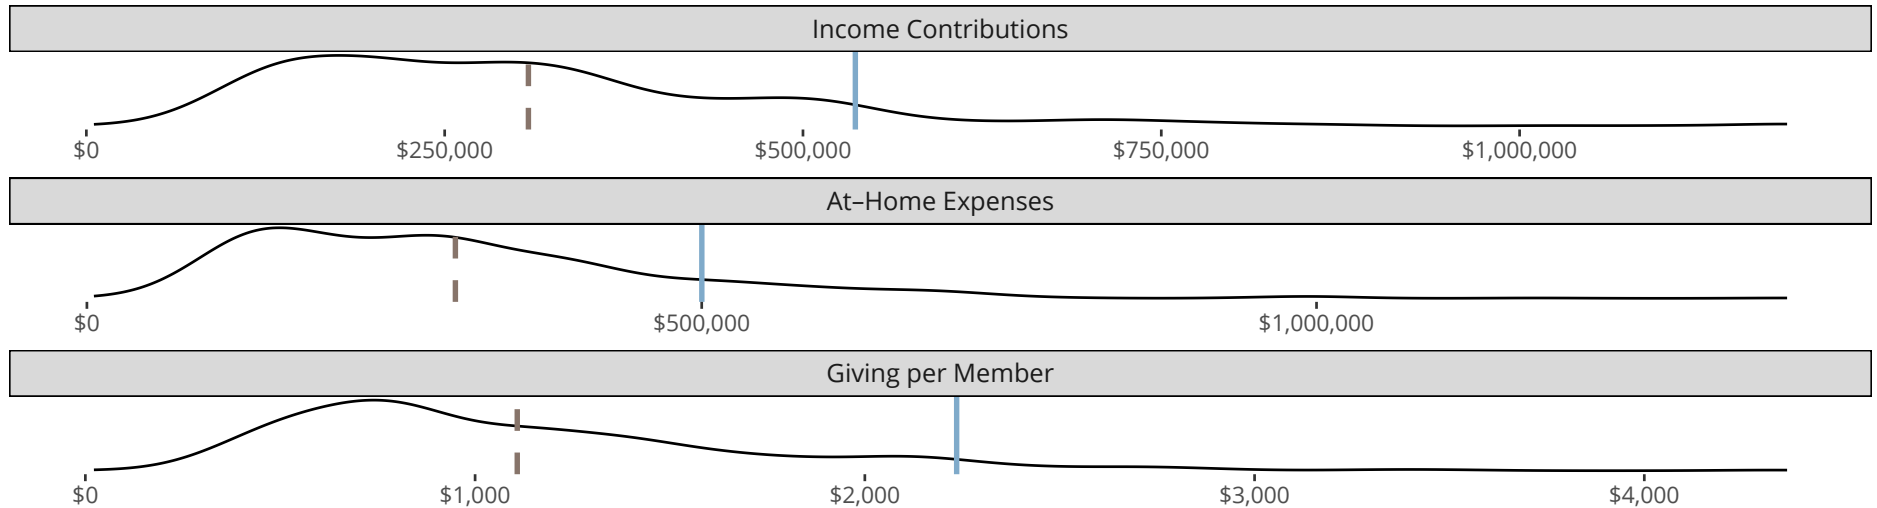 Income Contributions
$0 $250,000 $500,000 $750,000 $1,000,000
At–Home Expenses
$0 $500,000 $1,000,000
Giving per Member
$0 $1,000 $2,000 $3,000 $4,000